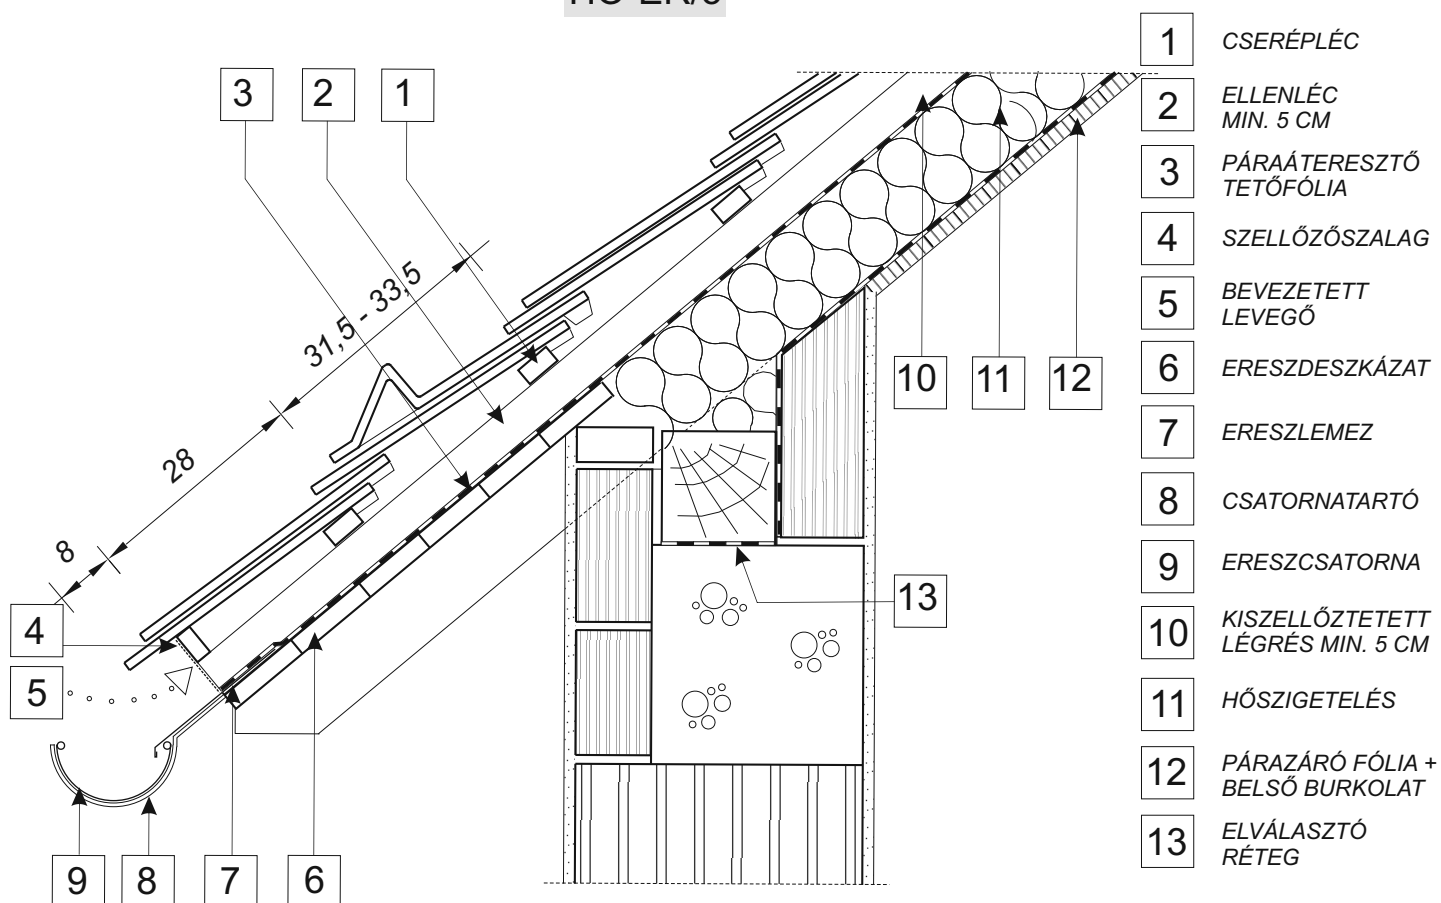 3
2
1
31,5 - 33,5
28
8
4
5
9
8
7
6
10
11
12
13
1 CSERÉPLÉC
2 ELLENLÉC
MIN. 5 CM
3 PÁRAÁTERESZTŐ
TETŐFÓLIA
4 SZELLŐZŐSZALAG
5 BEVEZETETT
LEVEGŐ
6 ERESZDESZKÁZAT
7 ERESZLEMEZ
8 CSATORNATARTÓ
9 ERESZCSATORNA
10 KISZELLŐZTETETT
LÉGRÉS MIN. 5 CM
11 HŐSZIGETELÉS
12 PÁRAZÁRÓ FÓLIA +
BELSŐ BURKOLAT
13 ELVÁLASZTÓ
RÉTEG